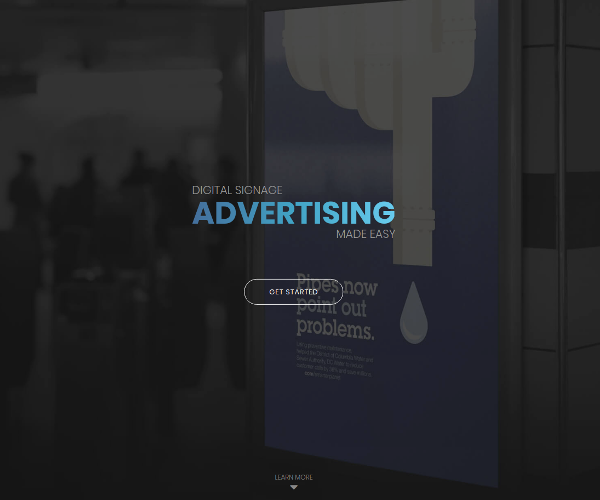 DIGITAL SIGNAGE
ADVERTISING
MADE EASY
GET STARTED
Pipes now
point out
problems.
LEARN MORE